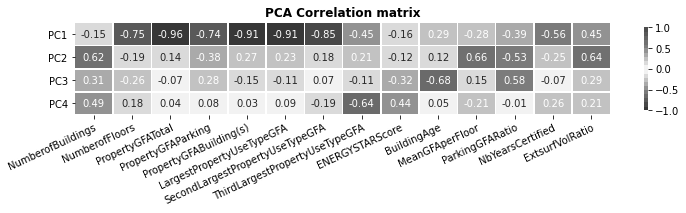 PCA Correlation matrix
PC1 -0.15 -0.75 -0.96 -0.74 -0.91 -0.91 -0.85 -0.45 -0.16 0.29 -0.28 -0.39 -0.56 0.45
PC2 0.62 -0.19 0.14 -0.38 0.27 0.23 0.18 0.21 -0.12 0.12 0.66 -0.53 -0.25 -0.64
PC3 0.31 -0.26 -0.07 0.28 -0.15 -0.11 0.07 -0.11 -0.32 -0.68 0.15 0.58 -0.07 0.29
PC4 0.49 0.18 0.04 0.08 0.03 0.09 -0.19 -0.64 0.44 0.05 -0.21 -0.01 0.26 0.21
1.0
0.5
0.0
-0.5
-1.0
NumberofBuildings
NumberofFloors
PropertyGFATotal
PropertyGFAParking
PropertyGFABuilding(s)
LargestPropertyUseTypeGFA
SecondLargestPropertyUseTypeGFA
ThirdLargestPropertyUseTypeGFA
ENERGYSTARScore
BuildingAge
MeanGFAperFloor
ParkingGFARatio
NbYearsCertified
ExtsurfVolRatio